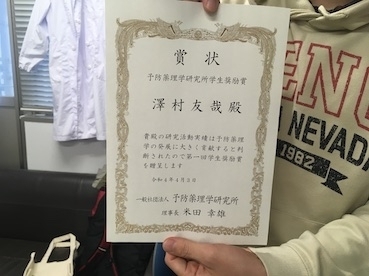 賞状
予防薬理学研究所学生奨励賞
澤村友哉殿
貴殿の研究活動実績は予防薬理
学の発展に大きく貢献すると判
断されたので第一回学生奨励賞
を贈呈します
一般社団法人 予防薬理学研究所
理事長 米田 幸雄
NEVADA
1982